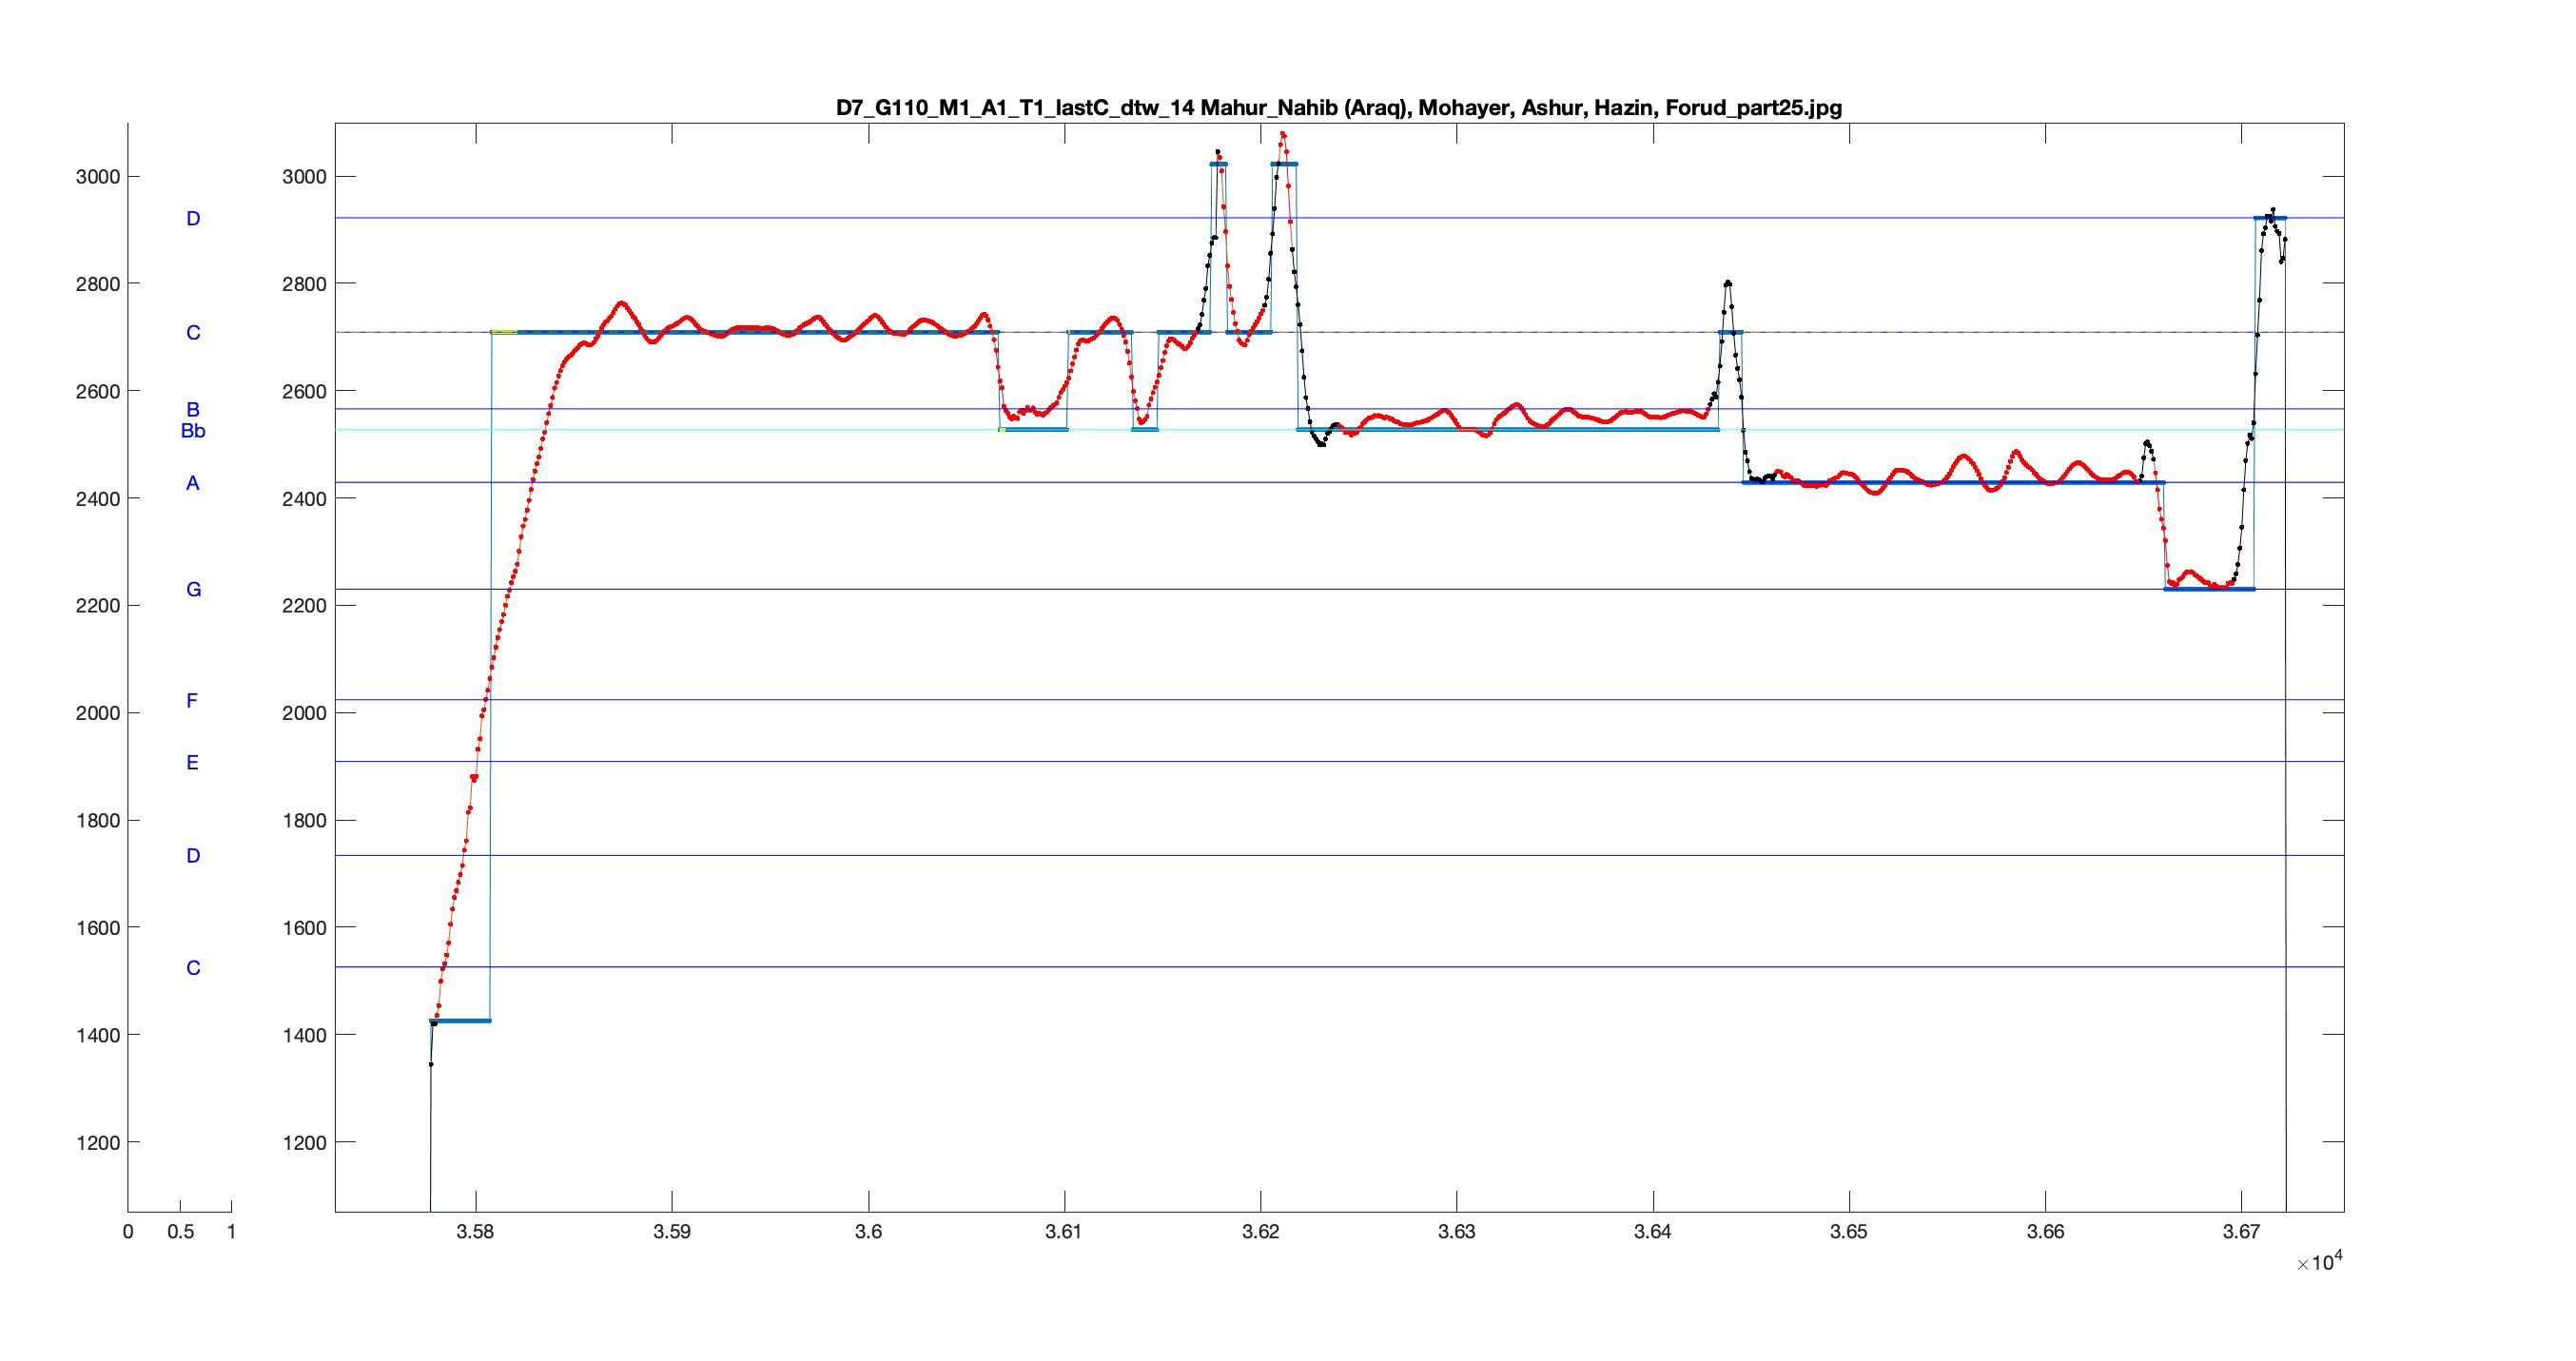 D7_G110_M1_A1_T1_lastC_dtw_14 Mahur_Nahib (Araq), Mohayer, Ashur, Hazin, Forud_part25.jpg
3000 3000
D
2800 2800
C
2600 2600
B
Bb
A
2400 2400
G
2200 2200
F
2000 2000
E
1800 1800
D
1600 1600
C
1400 1400
1200 1200
0 0.5 1 3.58 3.59 3.6 3.61 3.62 3.63 3.64 3.65 3.66 3.67
×10⁴